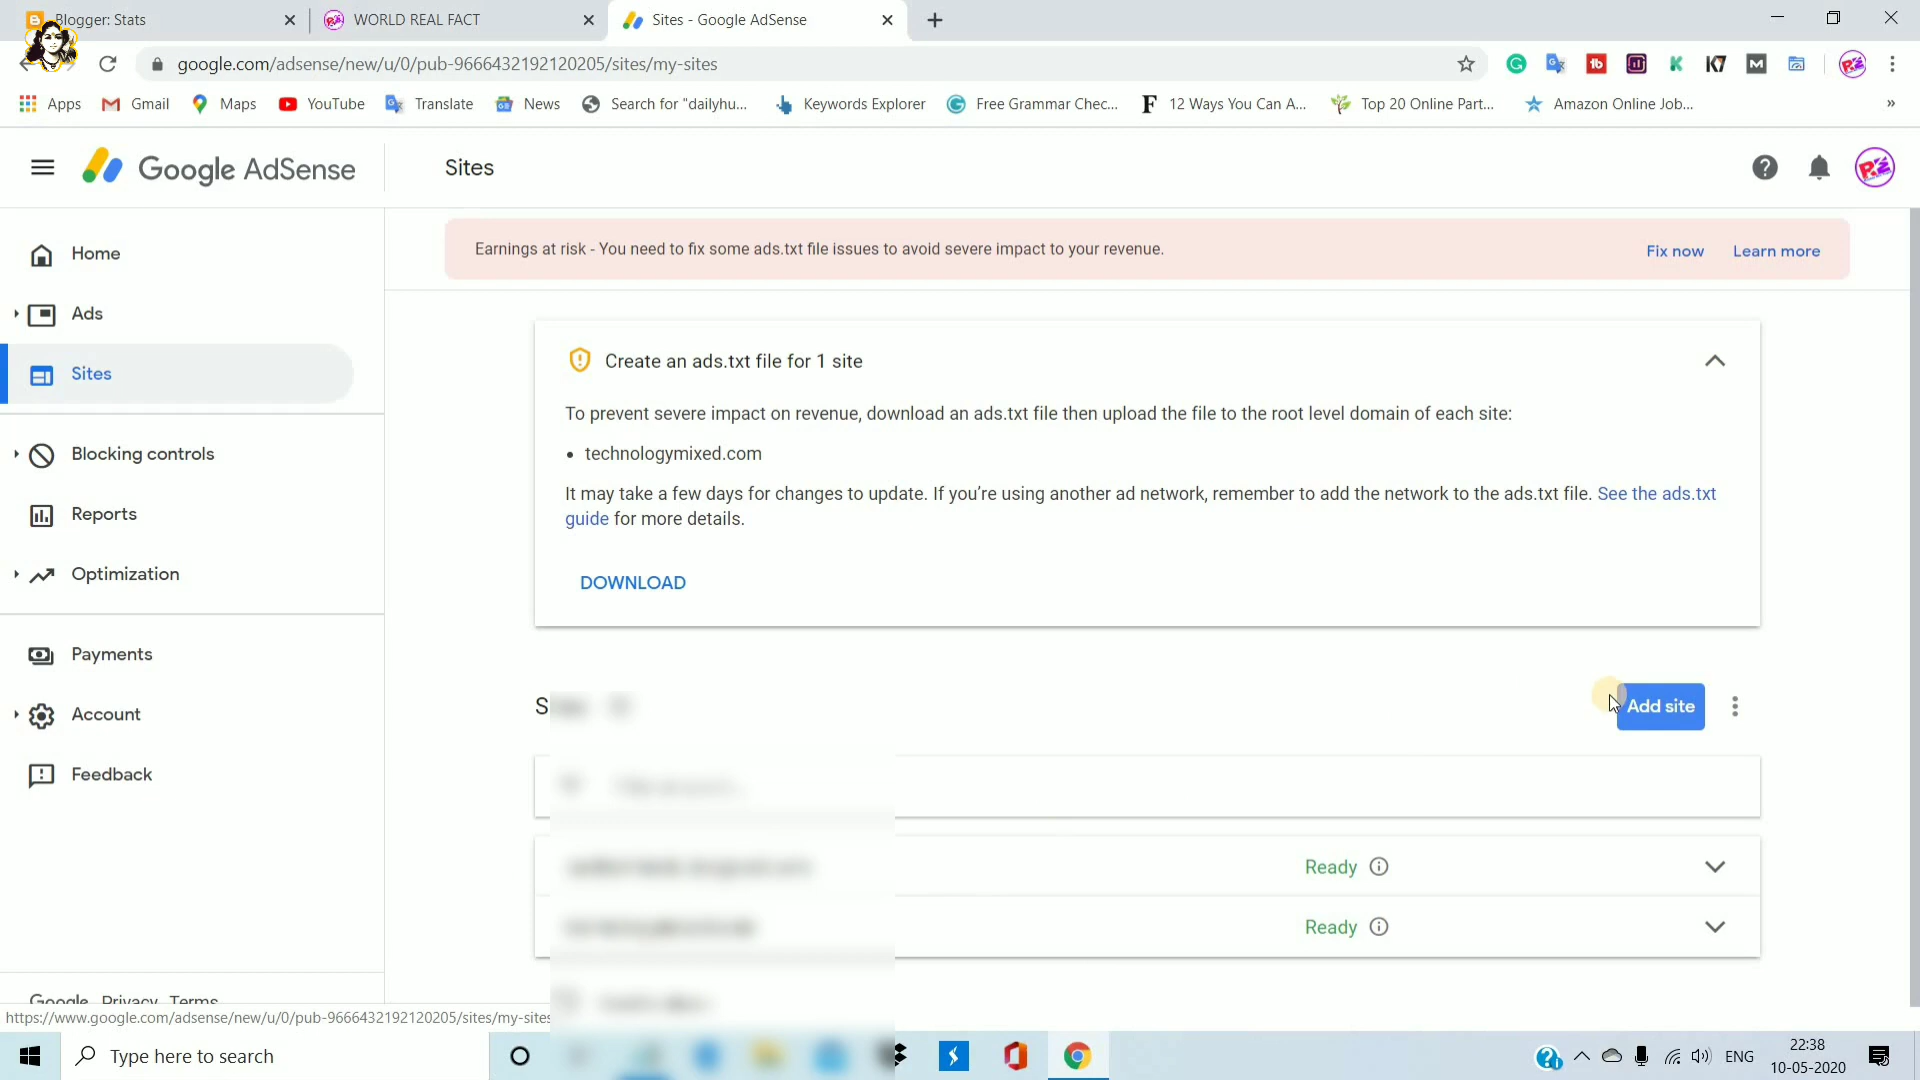 Blogger: Stats
WORLD REAL FACT
Sites - Google AdSense
google.com/adsense/new/u/0/pub-9666432192120205/sites/my-sites
Apps
Gmail
Maps
YouTube
Translate
News
Search for "dailyhu...
Keywords Explorer
Free Grammar Chec...
12 Ways You Can A...
Top 20 Online Part...
Amazon Online Job...
»
Google AdSense
Sites
Home
Ads
Sites
Blocking controls
Reports
Optimization
Payments
Account
Feedback
Google Privacy Terms
Earnings at risk - You need to fix some ads.txt file issues to avoid severe impact to your revenue.
Fix now
Learn more
Create an ads.txt file for 1 site
To prevent severe impact on revenue, download an ads.txt file then upload the file to the root level domain of each site:
• technologymixed.com
It may take a few days for changes to update. If you're using another ad network, remember to add the network to the ads.txt file. See the ads.txt
guide for more details.
DOWNLOAD
Add site
Ready
Ready
https://www.google.com/adsense/new/u/0/pub-9666432192120205/sites/my-sites
Type here to search
ENG
22:38
10-05-2020